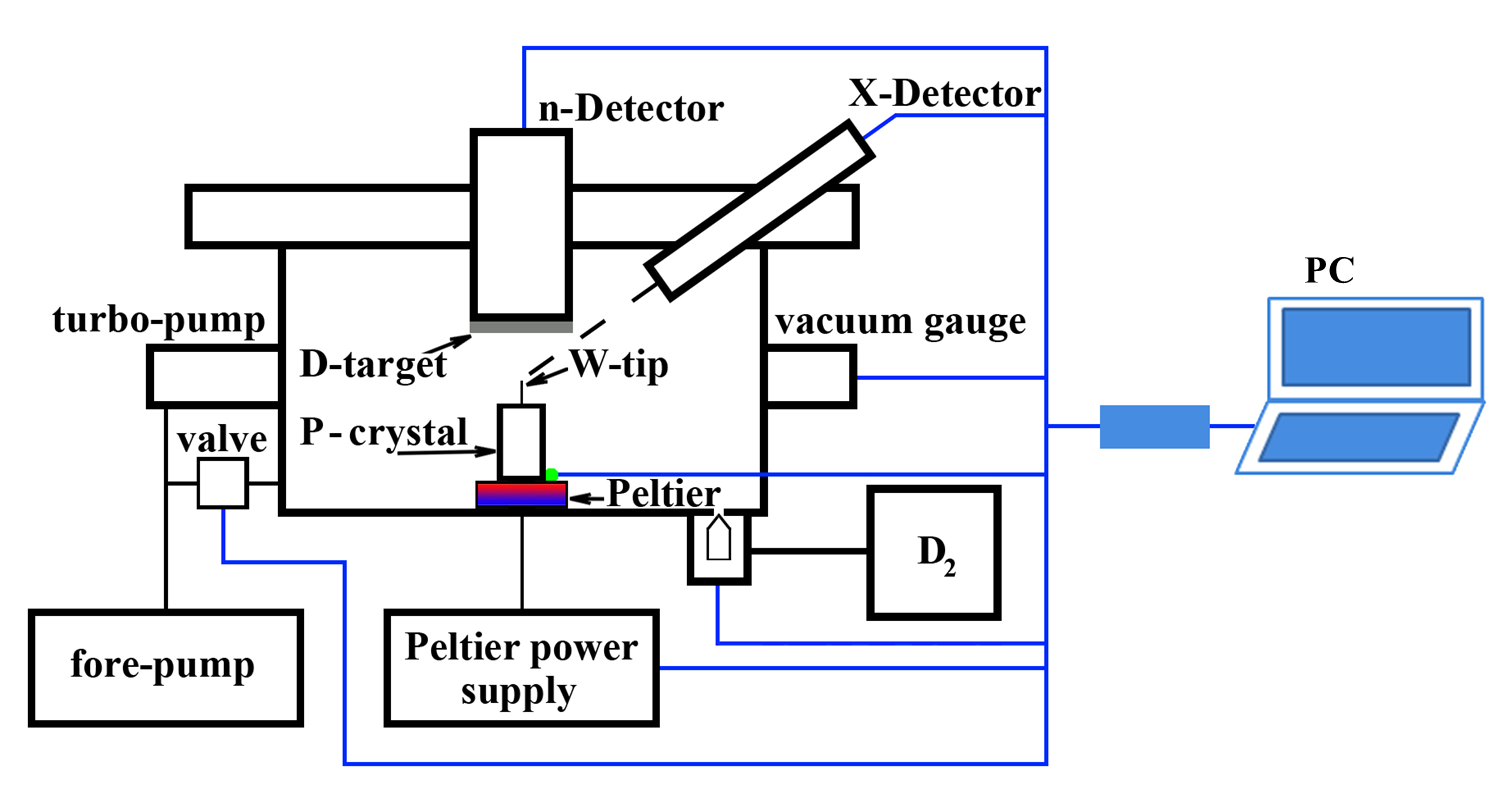 n-Detector
X-Detector
PC
turbo-pump
vacuum gauge
D-target
W-tip
valve
P-crystal
Peltier
D₂
fore-pump
Peltier power
supply